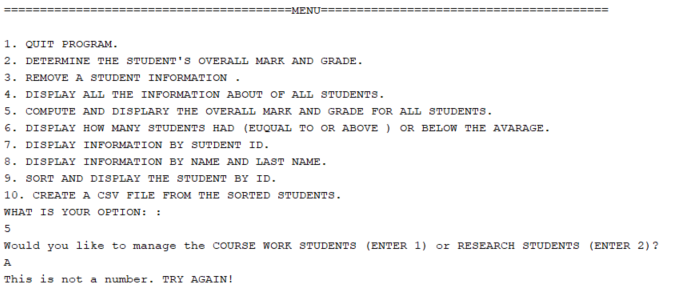 ========================================MENU========================================
1. QUIT PROGRAM.
2. DETERMINE THE STUDENT'S OVERALL MARK AND GRADE.
3. REMOVE A STUDENT INFORMATION .
4. DISPLAY ALL THE INFORMATION ABOUT OF ALL STUDENTS.
5. COMPUTE AND DISPLARY THE OVERALL MARK AND GRADE FOR ALL STUDENTS.
6. DISPLAY HOW MANY STUDENTS HAD (EUQUAL TO OR ABOVE ) OR BELOW THE AVARAGE.
7. DISPLAY INFORMATION BY SUTDENT ID.
8. DISPLAY INFORMATION BY NAME AND LAST NAME.
9. SORT AND DISPLAY THE STUDENT BY ID.
10. CREATE A CSV FILE FROM THE SORTED STUDENTS.
WHAT IS YOUR OPTION: :
5
Would you like to manage the COURSE WORK STUDENTS (ENTER 1) or RESEARCH STUDENTS (ENTER 2)?
A
This is not a number. TRY AGAIN!